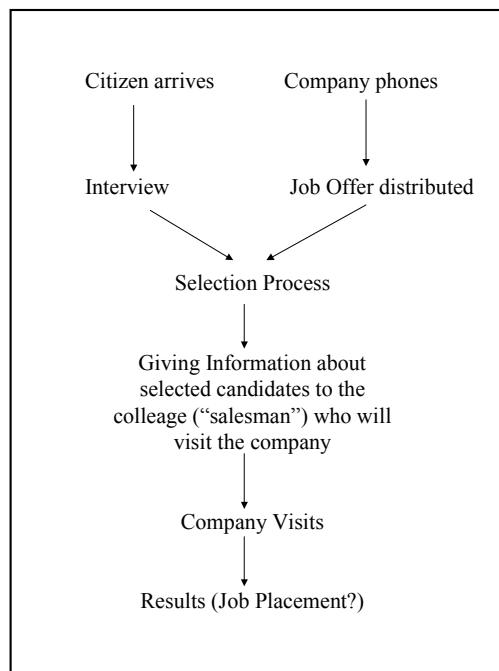 Citizen arrives
Company phones
Interview
Job Offer distributed
Selection Process
Giving Information about
selected candidates to the
colleage (“salesman”) who will
visit the company
Company Visits
Results (Job Placement?)